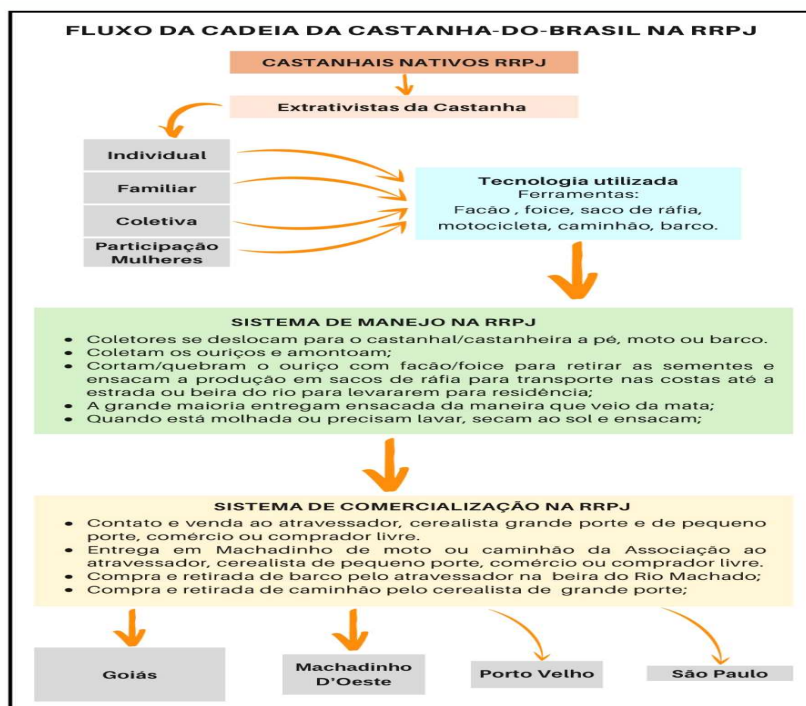 FLUXO DA CADEIA DA CASTANHA-DO-BRASIL NA RRPJ
CASTANHAIS NATIVOS RRPJ
Extrativistas da Castanha
Individual
Familiar
Coletiva
Participação
Mulheres
Tecnologia utilizada
Ferramentas:
Facão , foice, saco de ráfia,
motocicleta, caminhão, barco.
SISTEMA DE MANEJO NA RRPJ
• Coletores se deslocam para o castanhal/castanheira a pé, moto ou barco.
• Coletam os ouriços e amontoam;
• Cortam/quebram o ouriço com facão/foice para retirar as sementes e
ensacam a produção em sacos de ráfia para transporte nas costas até a
estrada ou beira do rio para levararem para residência;
• A grande maioria entregam ensacada da maneira que veio da mata;
• Quando está molhada ou precisam lavar, secam ao sol e ensacam;
SISTEMA DE COMERCIALIZAÇÃO NA RRPJ
• Contato e venda ao atravessador, cerealista grande porte e de pequeno
porte, comércio ou comprador livre.
• Entrega em Machadinho de moto ou caminhão da Associação ao
atravessador, cerealista de pequeno porte, comércio ou comprador livre.
• Compra e retirada de barco pelo atravessador na beira do Rio Machado;
• Compra e retirada de caminhão pelo cerealista de grande porte;
Goiás
Machadinho
D'Oeste
Porto Velho
São Paulo